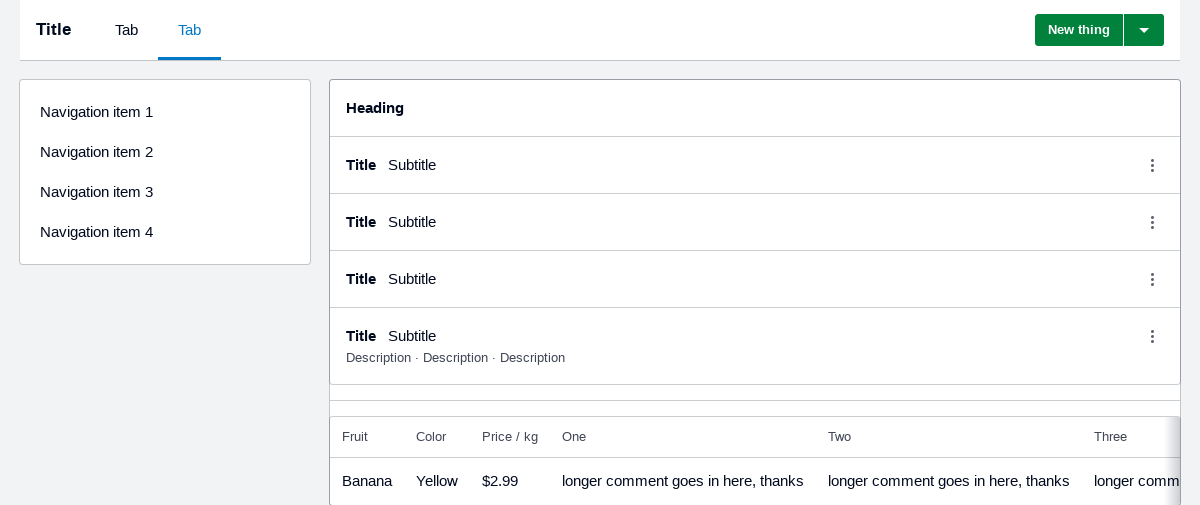 Title Tab Tab New thing
Navigation item 1
Navigation item 2
Navigation item 3
Navigation item 4
Heading
Title Subtitle
Title Subtitle
Title Subtitle
Title Subtitle
Description · Description · Description
Fruit Color Price / kg One Two Three
Banana Yellow $2.99 longer comment goes in here, thanks longer comment goes in here, thanks longer comm